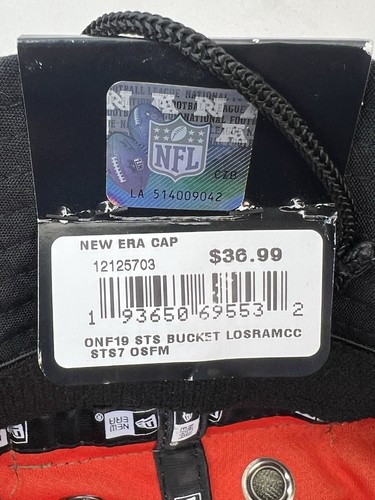 NFL
CZB
LA 514009042
NEW ERA CAP
12125703 $36.99
1 93650 69553 2
ONF19 STS BUCKET LOSRAMCC
STS7 OSFM
NEW ERA